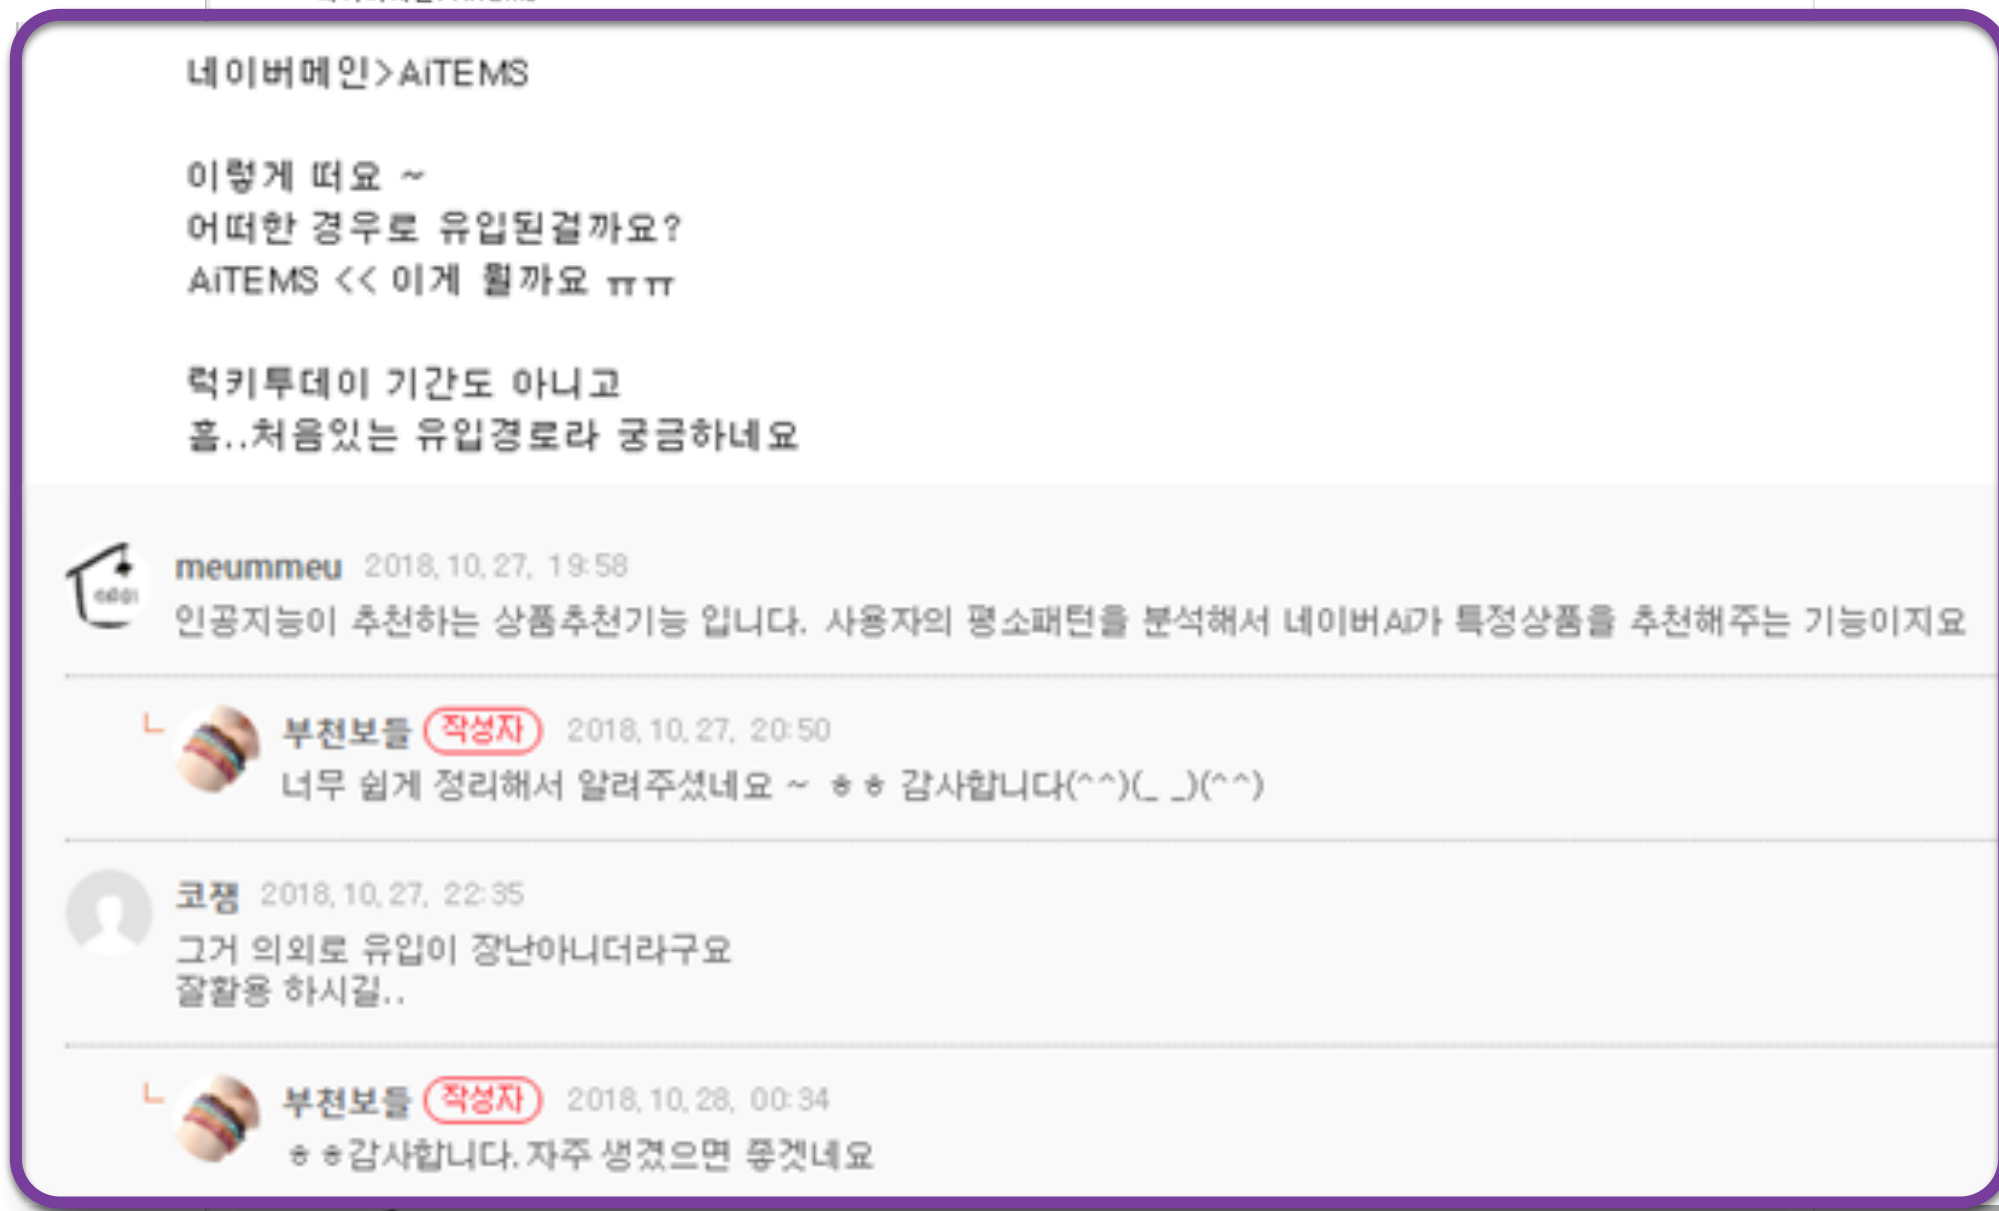 네이버메인>AiTEMS
이렇게 떠요 ~
어떠한 경우로 유입된걸까요?
AiTEMS << 이게 뭘까요 ㅠㅠ
럭키투데이 기간도 아니고
흠..처음있는 유입경로라 궁금하네요
meummeu 2018.10.27. 19:58
인공지능이 추천하는 상품추천기능 입니다. 사용자의 평소패턴을 분석해서 네이버Ai가 특정상품을 추천해주는 기능이지요
부천보들 작성자 2018.10.27. 20:50
너무 쉽게 정리해서 알려주셨네요 ~ ㅎㅎ 감사합니다(^^)(_ _)(^^)
코잼 2018.10.27. 22:35
그거 의외로 유입이 장난아니더라구요
잘활용 하시길..
부천보들 작성자 2018.10.28. 00:34
ㅎㅎ감사합니다. 자주 생겼으면 좋겟네요